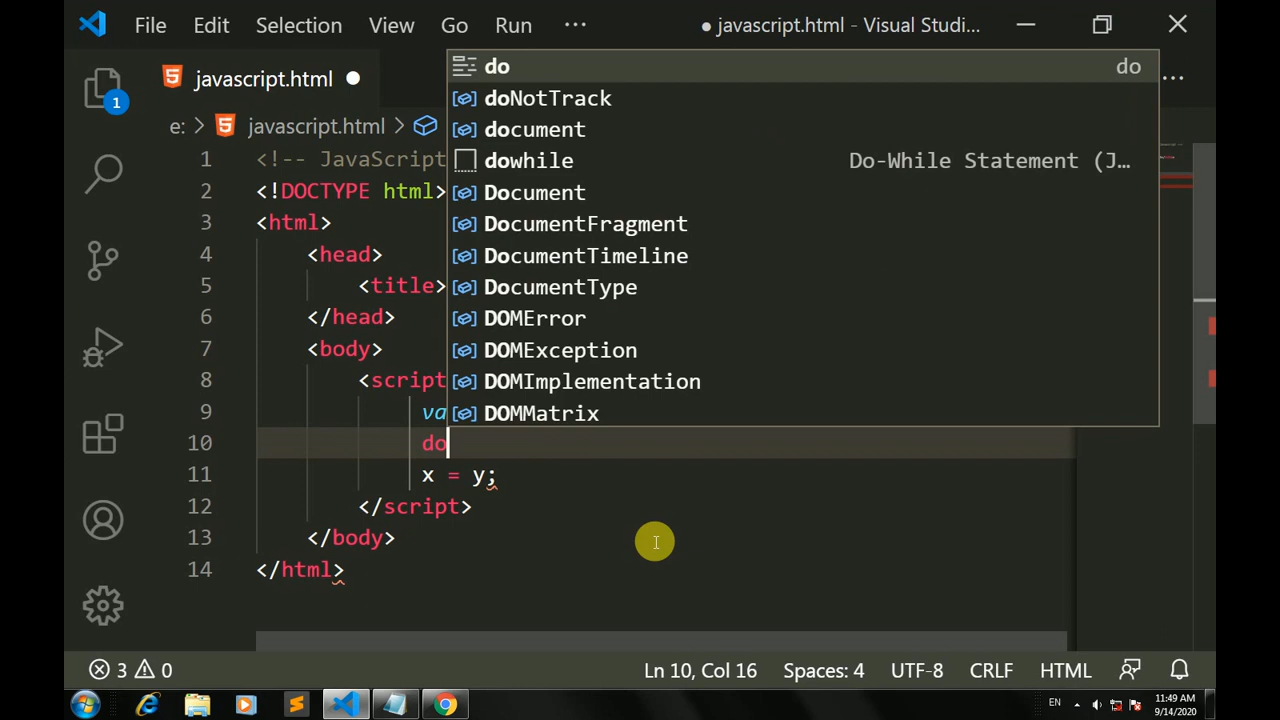 File Edit Selection View Go Run ··· ● javascript.html - Visual Studi...
javascript.html ●
e: > javascript.html >
1 <!-- JavaScript
2 <!DOCTYPE html>
3 <html>
4 <head>
5 <title>
6 </head>
7 <body>
8 <script
9 va
10 do
11 x = y;
12 </script>
13 </body>
14 </html>
do do
doNotTrack
document
dowhile Do-While Statement (J…
Document
DocumentFragment
DocumentTimeline
DocumentType
DOMError
DOMException
DOMImplementation
DOMMatrix
1
3 0 Ln 10, Col 16 Spaces: 4 UTF-8 CRLF HTML
EN 11:49 AM
9/14/2020